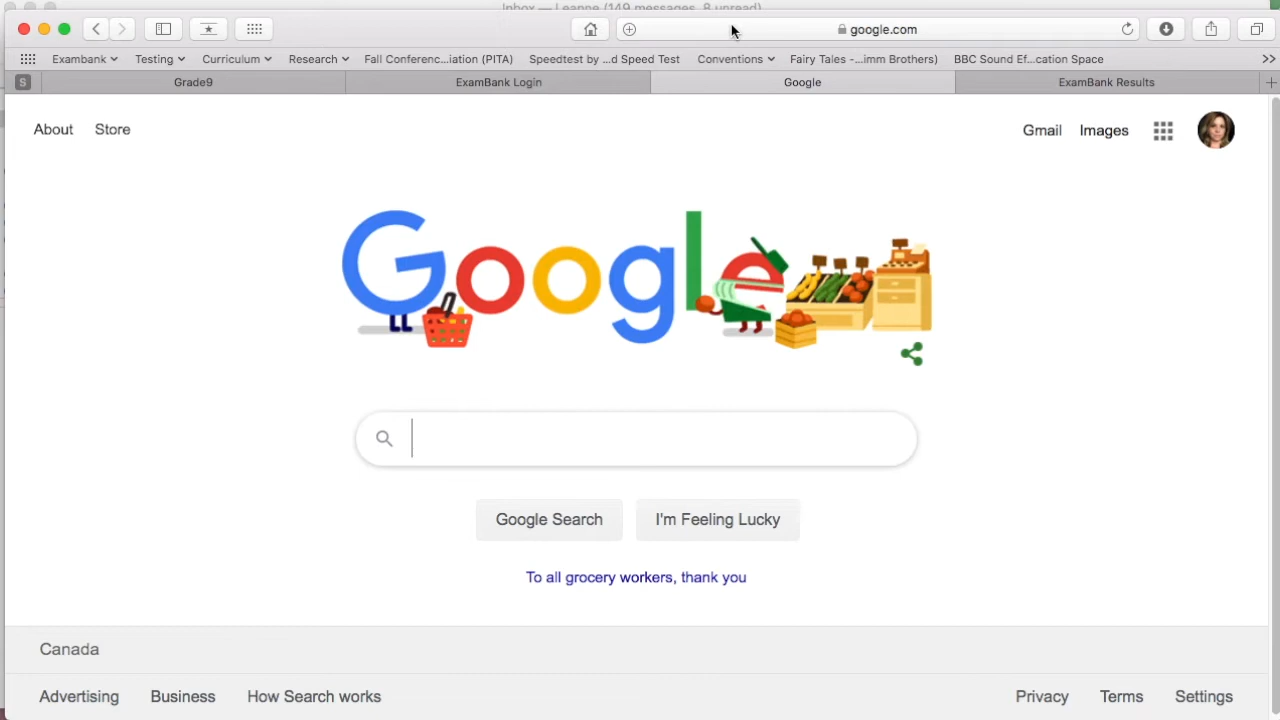 Inbox — Leanne (149 messages, 8 unread)
google.com
Exambank Testing Curriculum Research Fall Conferenc...iation (PITA) Speedtest by ...d Speed Test Conventions Fairy Tales -...imm Brothers) BBC Sound Ef...cation Space >>
S Grade9 ExamBank Login Google ExamBank Results +
About Store Gmail Images
Google
Google Search I'm Feeling Lucky
To all grocery workers, thank you
Canada
Advertising Business How Search works Privacy Terms Settings